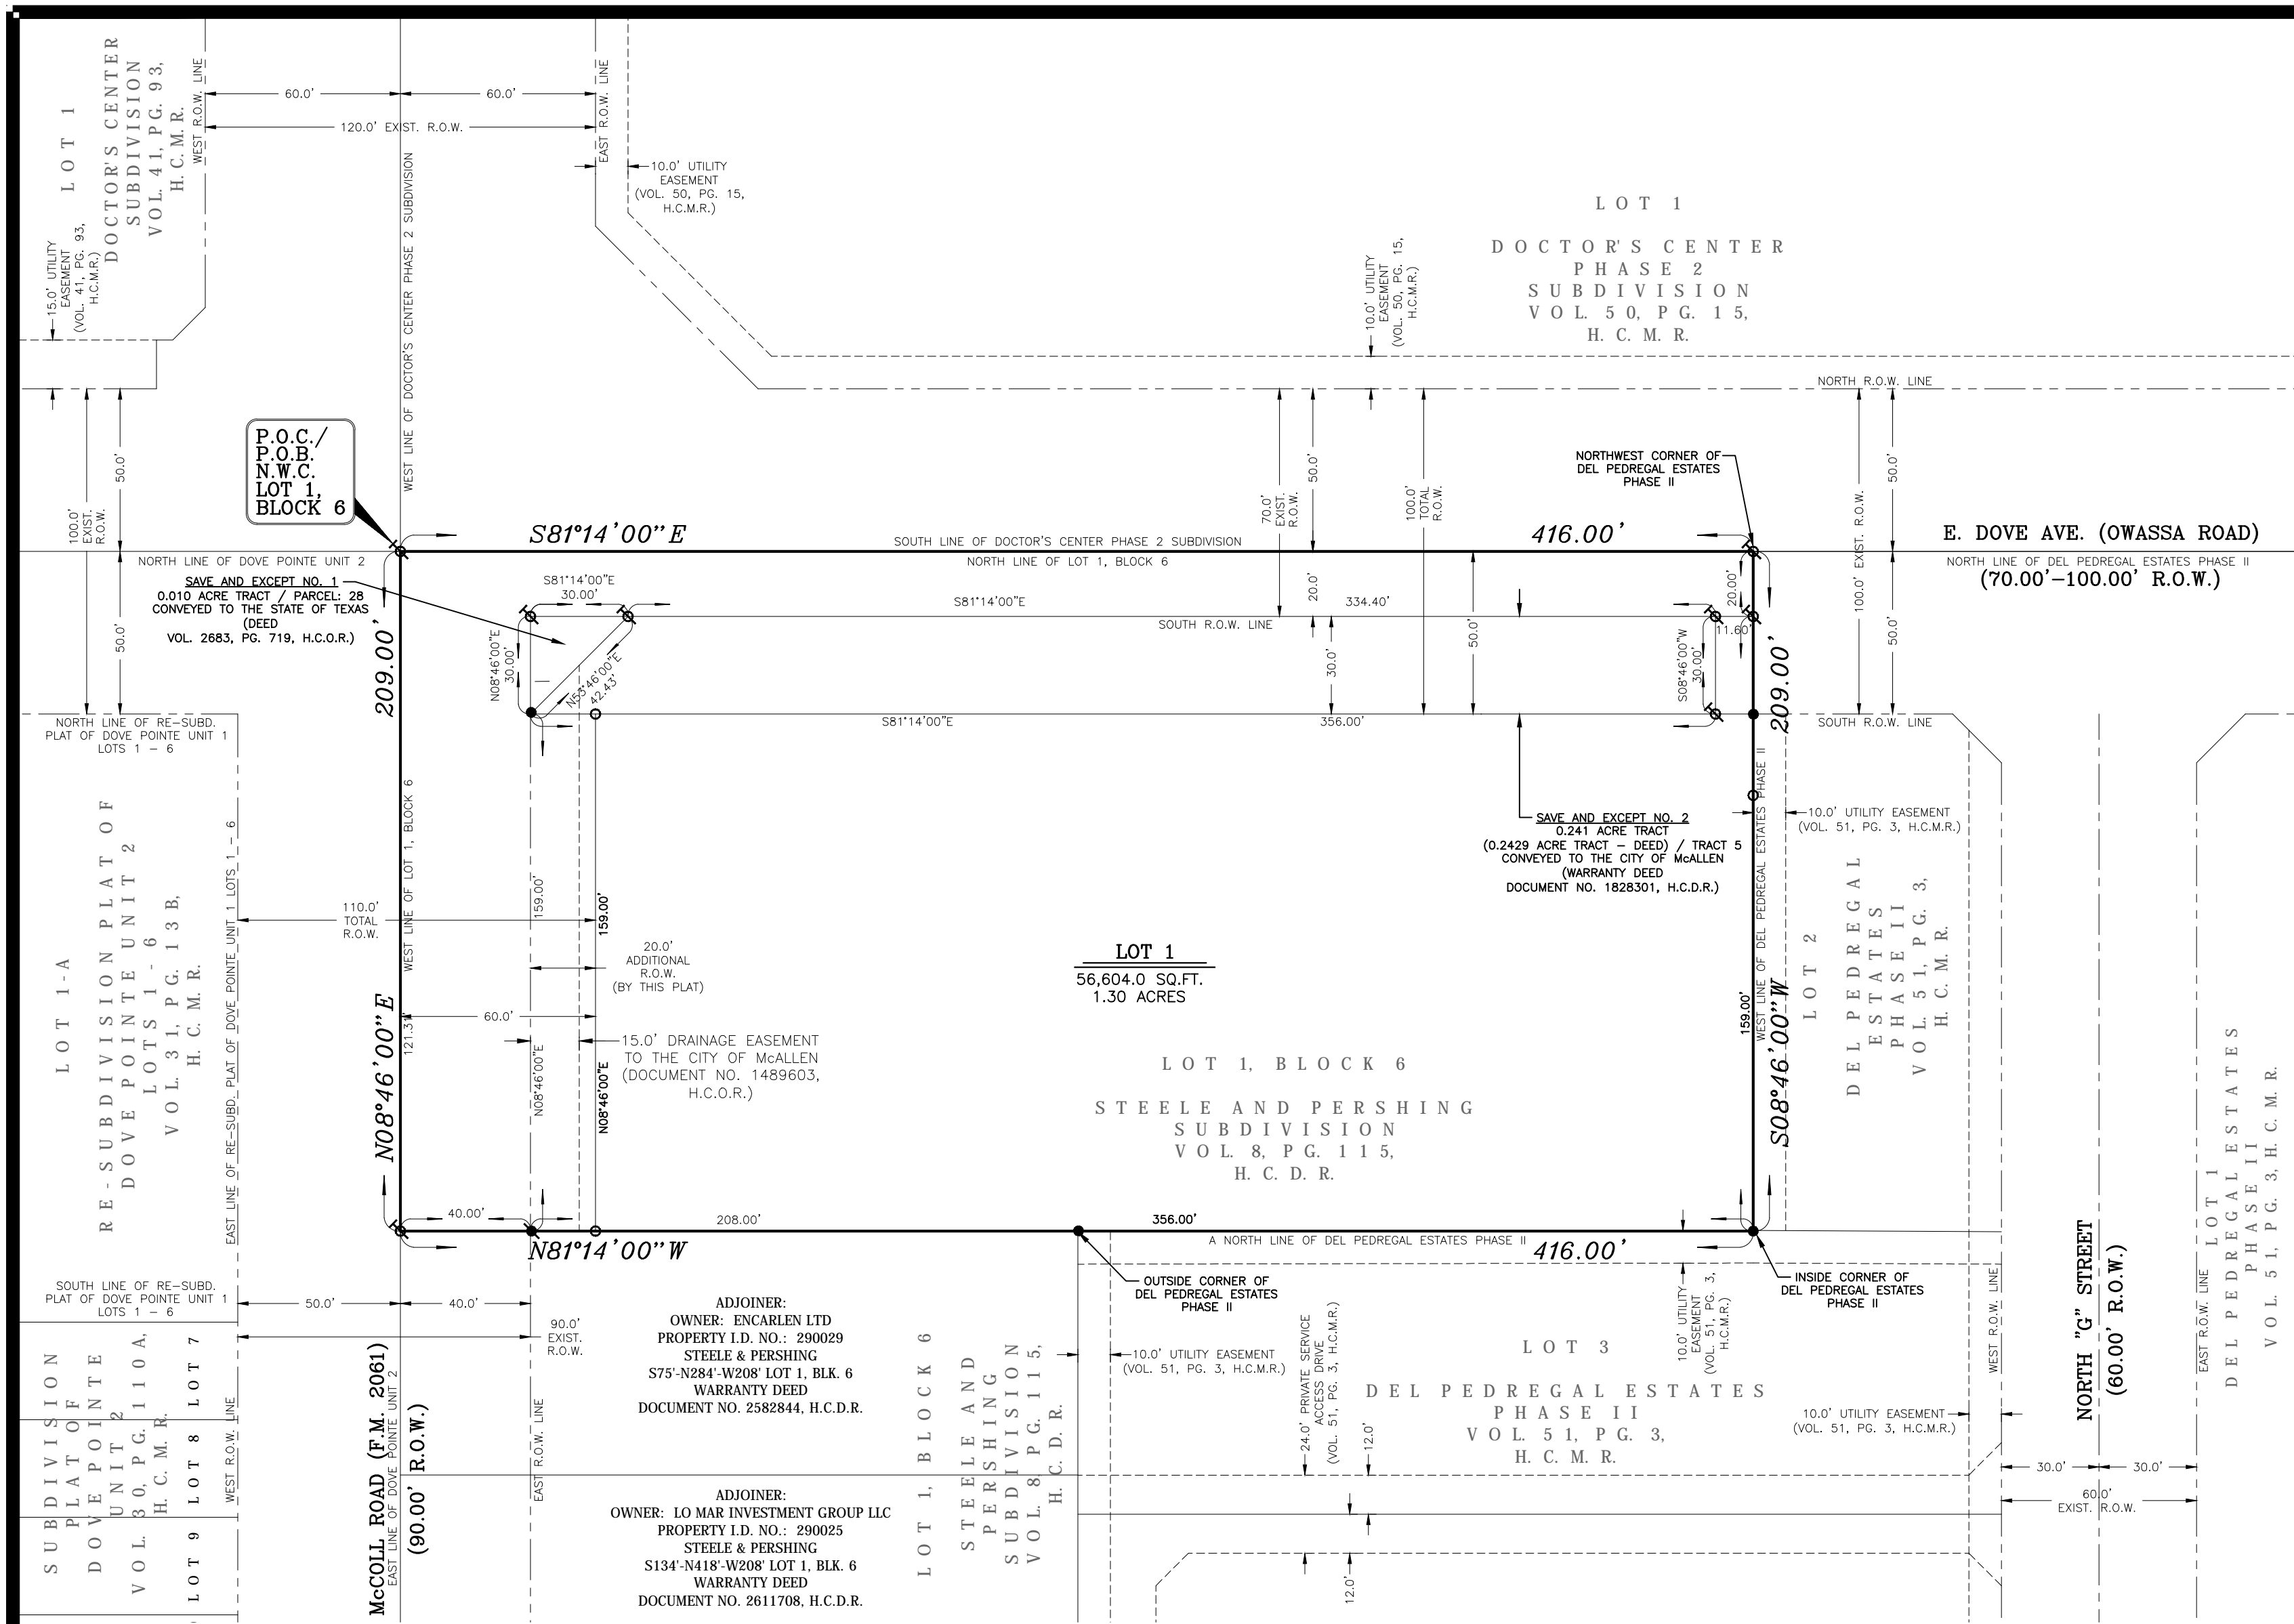 LOT 1
DOCTOR'S CENTER
SUBDIVISION
VOL. 41, PG. 93,
H.C.M.R.
WEST R.O.W. LINE
60.0'
60.0'
120.0' EXIST. R.O.W.
EAST R.O.W. LINE
10.0' UTILITY
EASEMENT
(VOL. 50, PG. 15,
H.C.M.R.)
15.0' UTILITY
EASEMENT
(VOL. 41, PG. 93,
H.C.M.R.)
WEST LINE OF DOCTOR'S CENTER PHASE 2 SUBDIVISION
10.0' UTILITY
EASEMENT
(VOL. 50, PG. 15,
H.C.M.R.)
LOT 1
DOCTOR'S CENTER
PHASE 2
SUBDIVISION
VOL. 50, PG. 15,
H. C. M. R.
NORTH R.O.W. LINE
P.O.C./
P.O.B.
N.W.C.
LOT 1,
BLOCK 6
100.0'
EXIST.
R.O.W.
50.0'
50.0'
70.0'
EXIST.
R.O.W.
50.0'
100.0'
TOTAL
R.O.W.
NORTHWEST CORNER OF
DEL PEDREGAL ESTATES
PHASE II
100.0' EXIST. R.O.W.
50.0'
50.0'
S81°14'00"E
416.00'
SOUTH LINE OF DOCTOR'S CENTER PHASE 2 SUBDIVISION
NORTH LINE OF LOT 1, BLOCK 6
E. DOVE AVE. (OWASSA ROAD)
NORTH LINE OF DEL PEDREGAL ESTATES PHASE II
(70.00'-100.00' R.O.W.)
NORTH LINE OF DOVE POINTE UNIT 2
SAVE AND EXCEPT NO. 1
0.010 ACRE TRACT / PARCEL: 28
CONVEYED TO THE STATE OF TEXAS
(DEED
VOL. 2683, PG. 719, H.C.O.R.)
209.00'
S81°14'00"E
30.00'
N08°46'00"E
30.00'
N53°46'00"E
42.43'
S81°14'00"E
334.40'
SOUTH R.O.W. LINE
20.0'
30.0'
50.0'
20.00'
11.60'
S08°46'00"W
30.00'
209.00'
S81°14'00"E
356.00'
SOUTH R.O.W. LINE
NORTH LINE OF RE-SUBD.
PLAT OF DOVE POINTE UNIT 1
LOTS 1 - 6
SAVE AND EXCEPT NO. 2
0.241 ACRE TRACT
(0.2429 ACRE TRACT - DEED) / TRACT 5
CONVEYED TO THE CITY OF McALLEN
(WARRANTY DEED
DOCUMENT NO. 1828301, H.C.D.R.)
10.0' UTILITY EASEMENT
(VOL. 51, PG. 3, H.C.M.R.)
LOT 1-A
RE-SUBDIVISION PLAT OF
DOVE POINTE UNIT 2
LOTS 1 - 6
VOL. 31, PG. 13B,
H. C. M. R.
EAST LINE OF RE-SUBD. PLAT OF DOVE POINTE UNIT 1 LOTS 1 - 6
110.0'
TOTAL
R.O.W.
WEST LINE OF LOT 1, BLOCK 6
N08°46'00"E
121.31'
159.00'
N08°46'00"E
159.00'
N08°46'00"E
20.0'
ADDITIONAL
R.O.W.
(BY THIS PLAT)
60.0'
15.0' DRAINAGE EASEMENT
TO THE CITY OF McALLEN
(DOCUMENT NO. 1489603,
H.C.O.R.)
LOT 1
56,604.0 SQ.FT.
1.30 ACRES
LOT 1, BLOCK 6
STEELE AND PERSHING
SUBDIVISION
VOL. 8, PG. 115,
H. C. D. R.
159.00'
WEST LINE OF DEL PEDREGAL ESTATES PHASE II
S08°46'00"W
LOT 2
DEL PEDREGAL
ESTATES
PHASE II
VOL. 51, PG. 3,
H. C. M. R.
40.00'
208.00'
356.00'
N81°14'00"W
A NORTH LINE OF DEL PEDREGAL ESTATES PHASE II
416.00'
OUTSIDE CORNER OF
DEL PEDREGAL ESTATES
PHASE II
INSIDE CORNER OF
DEL PEDREGAL ESTATES
PHASE II
SOUTH LINE OF RE-SUBD.
PLAT OF DOVE POINTE UNIT 1
LOTS 1 - 6
50.0'
40.0'
90.0'
EXIST.
R.O.W.
SUBDIVISION
PLAT OF
DOVE POINTE
UNIT 2
VOL. 30, PG. 110A,
H. C. M. R.
LOT 7
LOT 8
LOT 9
WEST R.O.W. LINE
McCOLL ROAD (F.M. 2061)
EAST LINE OF DOVE POINTE UNIT 2
(90.00' R.O.W.)
EAST R.O.W. LINE
ADJOINER:
OWNER: ENCARLEN LTD
PROPERTY I.D. NO.: 290029
STEELE & PERSHING
S75'-N284'-W208' LOT 1, BLK. 6
WARRANTY DEED
DOCUMENT NO. 2582844, H.C.D.R.
ADJOINER:
OWNER: LO MAR INVESTMENT GROUP LLC
PROPERTY I.D. NO.: 290025
STEELE & PERSHING
S134'-N418'-W208' LOT 1, BLK. 6
WARRANTY DEED
DOCUMENT NO. 2611708, H.C.D.R.
LOT 1, BLOCK 6
STEELE AND
PERSHING
SUBDIVISION
VOL. 8 PG. 115,
H. C. D. R.
10.0' UTILITY EASEMENT
(VOL. 51, PG. 3, H.C.M.R.)
24.0' PRIVATE SERVICE
ACCESS DRIVE
(VOL. 51, PG. 3, H.C.M.R.)
12.0'
12.0'
LOT 3
DEL PEDREGAL ESTATES
PHASE II
VOL. 51, PG. 3,
H. C. M. R.
10.0' UTILITY
EASEMENT
(VOL. 51, PG. 3,
H.C.M.R.)
10.0' UTILITY EASEMENT
(VOL. 51, PG. 3, H.C.M.R.)
WEST R.O.W. LINE
NORTH "G" STREET
(60.00' R.O.W.)
30.0'
30.0'
60.0'
EXIST. R.O.W.
EAST R.O.W. LINE
LOT 1
DEL PEDREGAL ESTATES
PHASE II
VOL. 51, PG. 3, H. C. M. R.